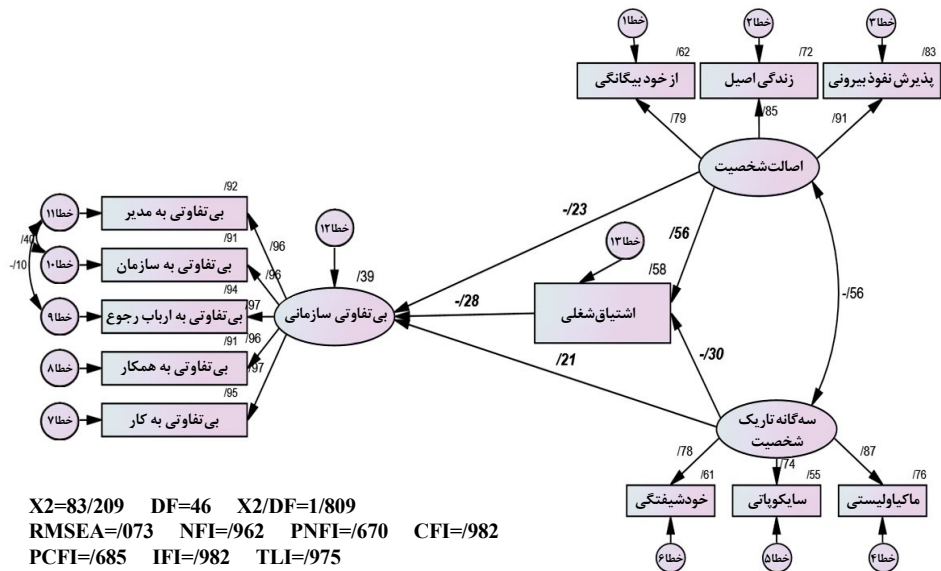 خطا۱ خطا۲ خطا۳
/62 /72 /83
از خود بیگانگی زندگی اصیل پذیرش نفوذ بیرونی
/79 /85 /91
اصالت شخصیت
/92
خطا۱۱ بی تفاوتی به مدیر
-/23
/56
-/56
خطا۱۲
خطا۱۳
/40
-/10
/96
/91
خطا۱۰ بی تفاوتی به سازمان
/96
/39
/58
/94
خطا۹ بی تفاوتی به ارباب رجوع
/97
بی تفاوتی سازمانی
-/28
اشتیاق شغلی
/91
خطا۸ بی تفاوتی به همکار
/96
/21
-/30
/95
خطا۷ بی تفاوتی به کار
/97
سه گانه تاریک
شخصیت
/78 /74 /87
/61 /55 /76
خودشیفتگی سایکوپاتی ماکیاولیستی
خطا۶ خطا۵ خطا۴
X2=83/209 DF=46 X2/DF=1/809
RMSEA=/073 NFI=/962 PNFI=/670 CFI=/982
PCFI=/685 IFI=/982 TLI=/975